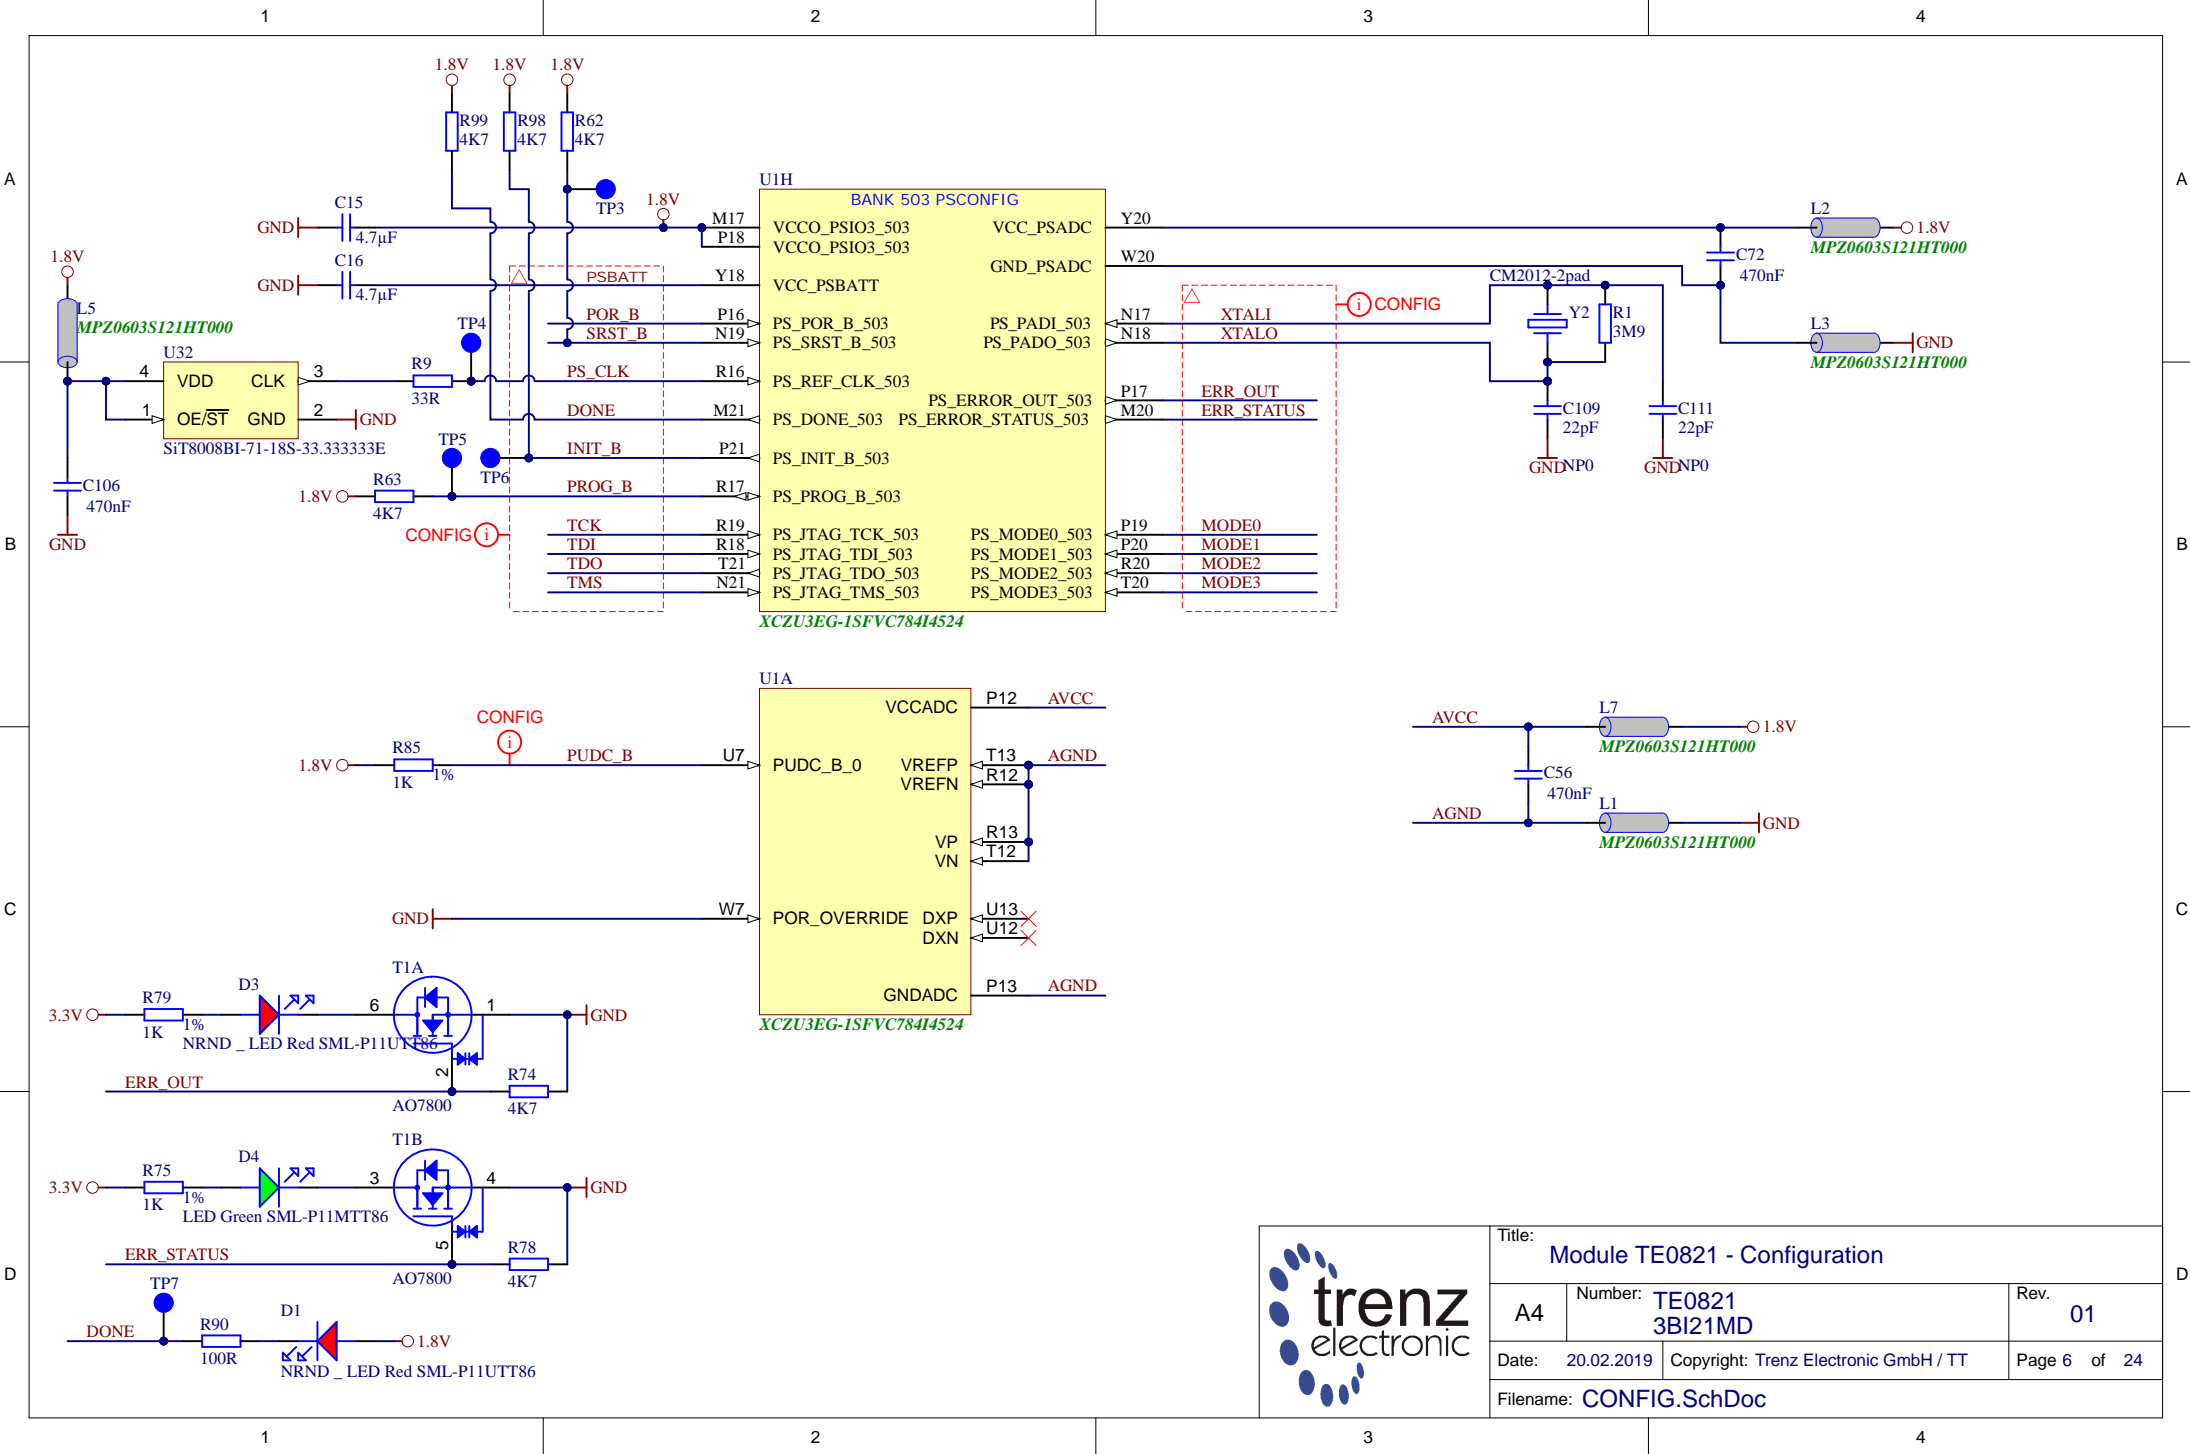 1 2 3 4
A A
B B
C C
D D
1.8V 1.8V 1.8V
R99 R98 R62
4K7 4K7 4K7
TP3
1.8V
C15
GND
4.7µF
C16
GND
4.7µF
1.8V
L5
MPZ0603S121HT000
U32
4 VDD CLK 3
1 OE/ST GND 2 GND
SiT8008BI-71-18S-33.333333E
C106
470nF
GND
TP4
R9
33R
TP5
TP6
1.8V R63
4K7
CONFIG i
PSBATT
POR_B
SRST_B
PS_CLK
DONE
INIT_B
PROG_B
TCK
TDI
TDO
TMS
U1H
BANK 503 PSCONFIG
M17 VCCO_PSIO3_503 VCC_PSADC Y20
P18 VCCO_PSIO3_503
GND_PSADC W20
Y18 VCC_PSBATT
P16 PS_POR_B_503 PS_PADI_503 N17
N19 PS_SRST_B_503 PS_PADO_503 N18
R16 PS_REF_CLK_503
PS_ERROR_OUT_503 P17
M21 PS_DONE_503 PS_ERROR_STATUS_503 M20
P21 PS_INIT_B_503
R17 PS_PROG_B_503
R19 PS_JTAG_TCK_503 PS_MODE0_503 P19
R18 PS_JTAG_TDI_503 PS_MODE1_503 P20
T21 PS_JTAG_TDO_503 PS_MODE2_503 R20
N21 PS_JTAG_TMS_503 PS_MODE3_503 T20
XCZU3EG-1SFVC784I4524
i CONFIG
XTALI
XTALO
ERR_OUT
ERR_STATUS
MODE0
MODE1
MODE2
MODE3
CM2012-2pad
Y2 R1
3M9
C109 C111
22pF 22pF
GND NP0 GND NP0
L2
1.8V
MPZ0603S121HT000
C72
470nF
L3
GND
MPZ0603S121HT000
U1A
VCCADC P12 AVCC
U7 PUDC_B_0 VREFP T13 AGND
VREFN R12
VP R13
VN T12
W7 POR_OVERRIDE DXP U13
DXN U12
GNDADC P13 AGND
XCZU3EG-1SFVC784I4524
CONFIG
i
1.8V R85 PUDC_B
1K 1%
GND
AVCC L7 1.8V
MPZ0603S121HT000
C56
470nF
AGND L1 GND
MPZ0603S121HT000
T1A
D3
3.3V R79 6 1 GND
1K 1%
NRND _ LED Red SML-P11UTT86
2
ERR_OUT R74
AO7800 4K7
T1B
D4
3.3V R75 3 4 GND
1K 1%
LED Green SML-P11MTT86
5
ERR_STATUS R78
AO7800 4K7
TP7
D1
DONE R90 1.8V
100R
NRND _ LED Red SML-P11UTT86
trenz
electronic
Title:
Module TE0821 - Configuration
A4 Number: TE0821 Rev.
3BI21MD 01
Date: 20.02.2019 Copyright: Trenz Electronic GmbH / TT Page 6 of 24
Filename: CONFIG.SchDoc
1 2 3 4